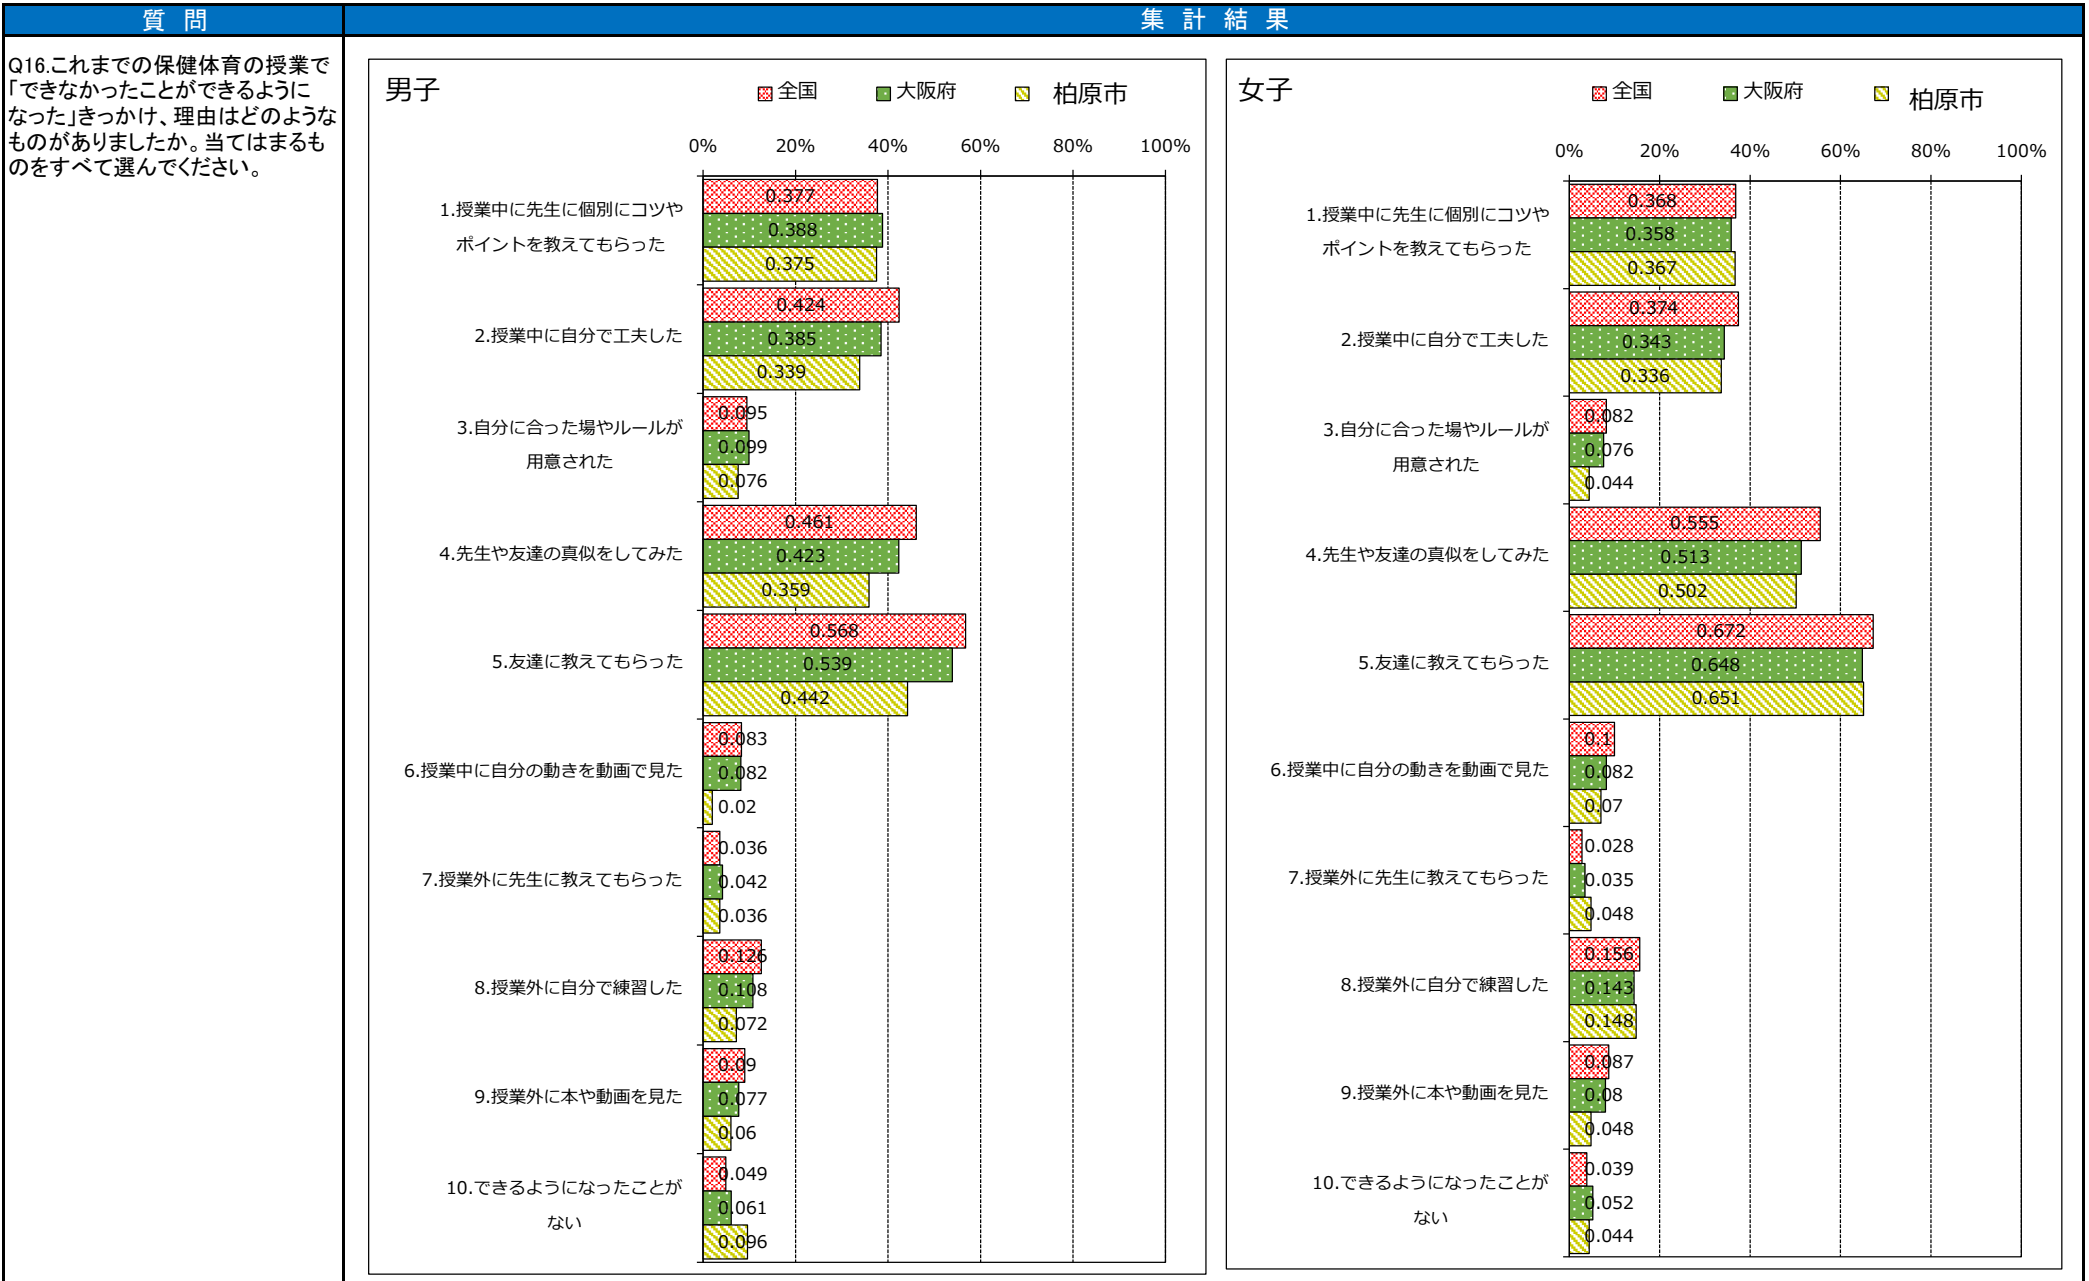 質 問
集 計 結 果
Q16.これまでの保健体育の授業で
「できなかったことができるように
なった」きっかけ、理由はどのような
ものがありましたか。当てはまるも
のをすべて選んでください。
男子
全国
大阪府
柏原市
0% 20% 40% 60% 80% 100%
1.授業中に先生に個別にコツや
ポイントを教えてもらった
0.377
0.388
0.375
2.授業中に自分で工夫した
0.424
0.385
0.339
3.自分に合った場やルールが
用意された
0.095
0.099
0.076
4.先生や友達の真似をしてみた
0.461
0.423
0.359
5.友達に教えてもらった
0.568
0.539
0.442
6.授業中に自分の動きを動画で見た
0.083
0.082
0.02
7.授業外に先生に教えてもらった
0.036
0.042
0.036
8.授業外に自分で練習した
0.126
0.108
0.072
9.授業外に本や動画を見た
0.09
0.077
0.06
10.できるようになったことが
ない
0.049
0.061
0.096
女子
全国
大阪府
柏原市
0% 20% 40% 60% 80% 100%
1.授業中に先生に個別にコツや
ポイントを教えてもらった
0.368
0.358
0.367
2.授業中に自分で工夫した
0.374
0.343
0.336
3.自分に合った場やルールが
用意された
0.082
0.076
0.044
4.先生や友達の真似をしてみた
0.555
0.513
0.502
5.友達に教えてもらった
0.672
0.648
0.651
6.授業中に自分の動きを動画で見た
0.1
0.082
0.07
7.授業外に先生に教えてもらった
0.028
0.035
0.048
8.授業外に自分で練習した
0.156
0.143
0.148
9.授業外に本や動画を見た
0.087
0.08
0.048
10.できるようになったことが
ない
0.039
0.052
0.044